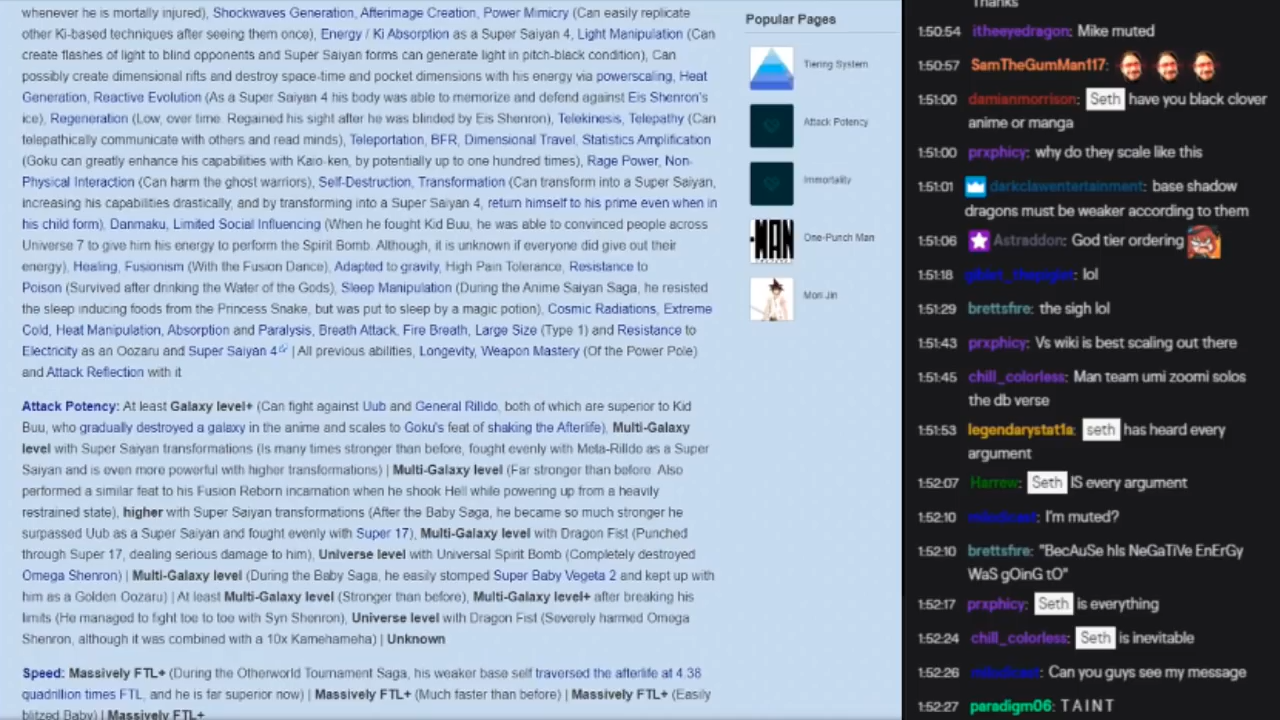 whenever he is mortally injured), Shockwaves Generation, Afterimage Creation, Power Mimicry (Can easily replicate
other Ki-based techniques after seeing them once), Energy / Ki Absorption as a Super Saiyan 4, Light Manipulation (Can
create flashes of light to blind opponents and Super Saiyan forms can generate light in pitch-black condition), Can
possibly create dimensional rifts and destroy space-time and pocket dimensions with his energy via powerscaling, Heat
Generation, Reactive Evolution (As a Super Saiyan 4 his body was able to memorize and defend against Eis Shenron's
ice), Regeneration (Low, over time. Regained his sight after he was blinded by Eis Shenron), Telekinesis, Telepathy (Can
telepathically communicate with others and read minds), Teleportation, BFR, Dimensional Travel, Statistics Amplification
(Goku can greatly enhance his capabilities with Kaio-ken, by potentially up to one hundred times), Rage Power, Non-
Physical Interaction (Can harm the ghost warriors), Self-Destruction, Transformation (Can transform into a Super Saiyan,
increasing his capabilities drastically, and by transforming into a Super Saiyan 4, return himself to his prime even when in
his child form), Danmaku, Limited Social Influencing (When he fought Kid Buu, he was able to convinced people across
Universe 7 to give him his energy to perform the Spirit Bomb. Although, it is unknown if everyone did give out their
energy), Healing, Fusionism (With the Fusion Dance), Adapted to gravity, High Pain Tolerance, Resistance to
Poison (Survived after drinking the Water of the Gods), Sleep Manipulation (During the Anime Saiyan Saga, he resisted
the sleep inducing foods from the Princess Snake, but was put to sleep by a magic potion), Cosmic Radiations, Extreme
Cold, Heat Manipulation, Absorption and Paralysis, Breath Attack, Fire Breath, Large Size (Type 1) and Resistance to
Electricity as an Oozaru and Super Saiyan 4 | All previous abilities, Longevity, Weapon Mastery (Of the Power Pole)
and Attack Reflection with it
Attack Potency: At least Galaxy level+ (Can fight against Uub and General Rilldo, both of which are superior to Kid
Buu, who gradually destroyed a galaxy in the anime and scales to Goku's feat of shaking the Afterlife), Multi-Galaxy
level with Super Saiyan transformations (Is many times stronger than before, fought evenly with Meta-Rilldo as a Super
Saiyan and is even more powerful with higher transformations) | Multi-Galaxy level (Far stronger than before. Also
performed a similar feat to his Fusion Reborn incarnation when he shook Hell while powering up from a heavily
restrained state), higher with Super Saiyan transformations (After the Baby Saga, he became so much stronger he
surpassed Uub as a Super Saiyan and fought evenly with Super 17), Multi-Galaxy level with Dragon Fist (Punched
through Super 17, dealing serious damage to him), Universe level with Universal Spirit Bomb (Completely destroyed
Omega Shenron) | Multi-Galaxy level (During the Baby Saga, he easily stomped Super Baby Vegeta 2 and kept up with
him as a Golden Oozaru) | At least Multi-Galaxy level (Stronger than before), Multi-Galaxy level+ after breaking his
limits (He managed to fight toe to toe with Syn Shenron), Universe level with Dragon Fist (Severely harmed Omega
Shenron, although it was combined with a 10x Kamehameha) | Unknown
Speed: Massively FTL+ (During the Otherworld Tournament Saga, his weaker base self traversed the afterlife at 4.38
quadrillion times FTL, and he is far superior now) | Massively FTL+ (Much faster than before) | Massively FTL+ (Easily
blitzed Baby) | Massively FTL+
Popular Pages
Tiering System
Attack Potency
Immortality
MAN
One-Punch Man
Mori Jin
Thanks
1:50:54 itheeyedragon: Mike muted
1:50:57 SamTheGumMan117:
1:51:00 damianmorrison: Seth have you black clover
anime or manga
1:51:00 prxphicy: why do they scale like this
1:51:01 darkclawentertainment: base shadow
dragons must be weaker according to them
1:51:06 Astraddon: God tier ordering
1:51:18 lol
1:51:29 brettsfire: the sigh lol
1:51:43 prxphicy: Vs wiki is best scaling out there
1:51:45 chill_colorless: Man team umi zoomi solos
the db verse
1:51:53 legendarystat1a: seth has heard every
argument
1:52:07 Harrew: Seth IS every argument
1:52:10 I'm muted?
1:52:10 brettsfire: "BecAuSe hIs NeGaTiVe EnErGy
WaS gOinG tO"
1:52:17 prxphicy: Seth is everything
1:52:24 chill_colorless: Seth is inevitable
1:52:26 Can you guys see my message
1:52:27 paradigm06: T A I N T